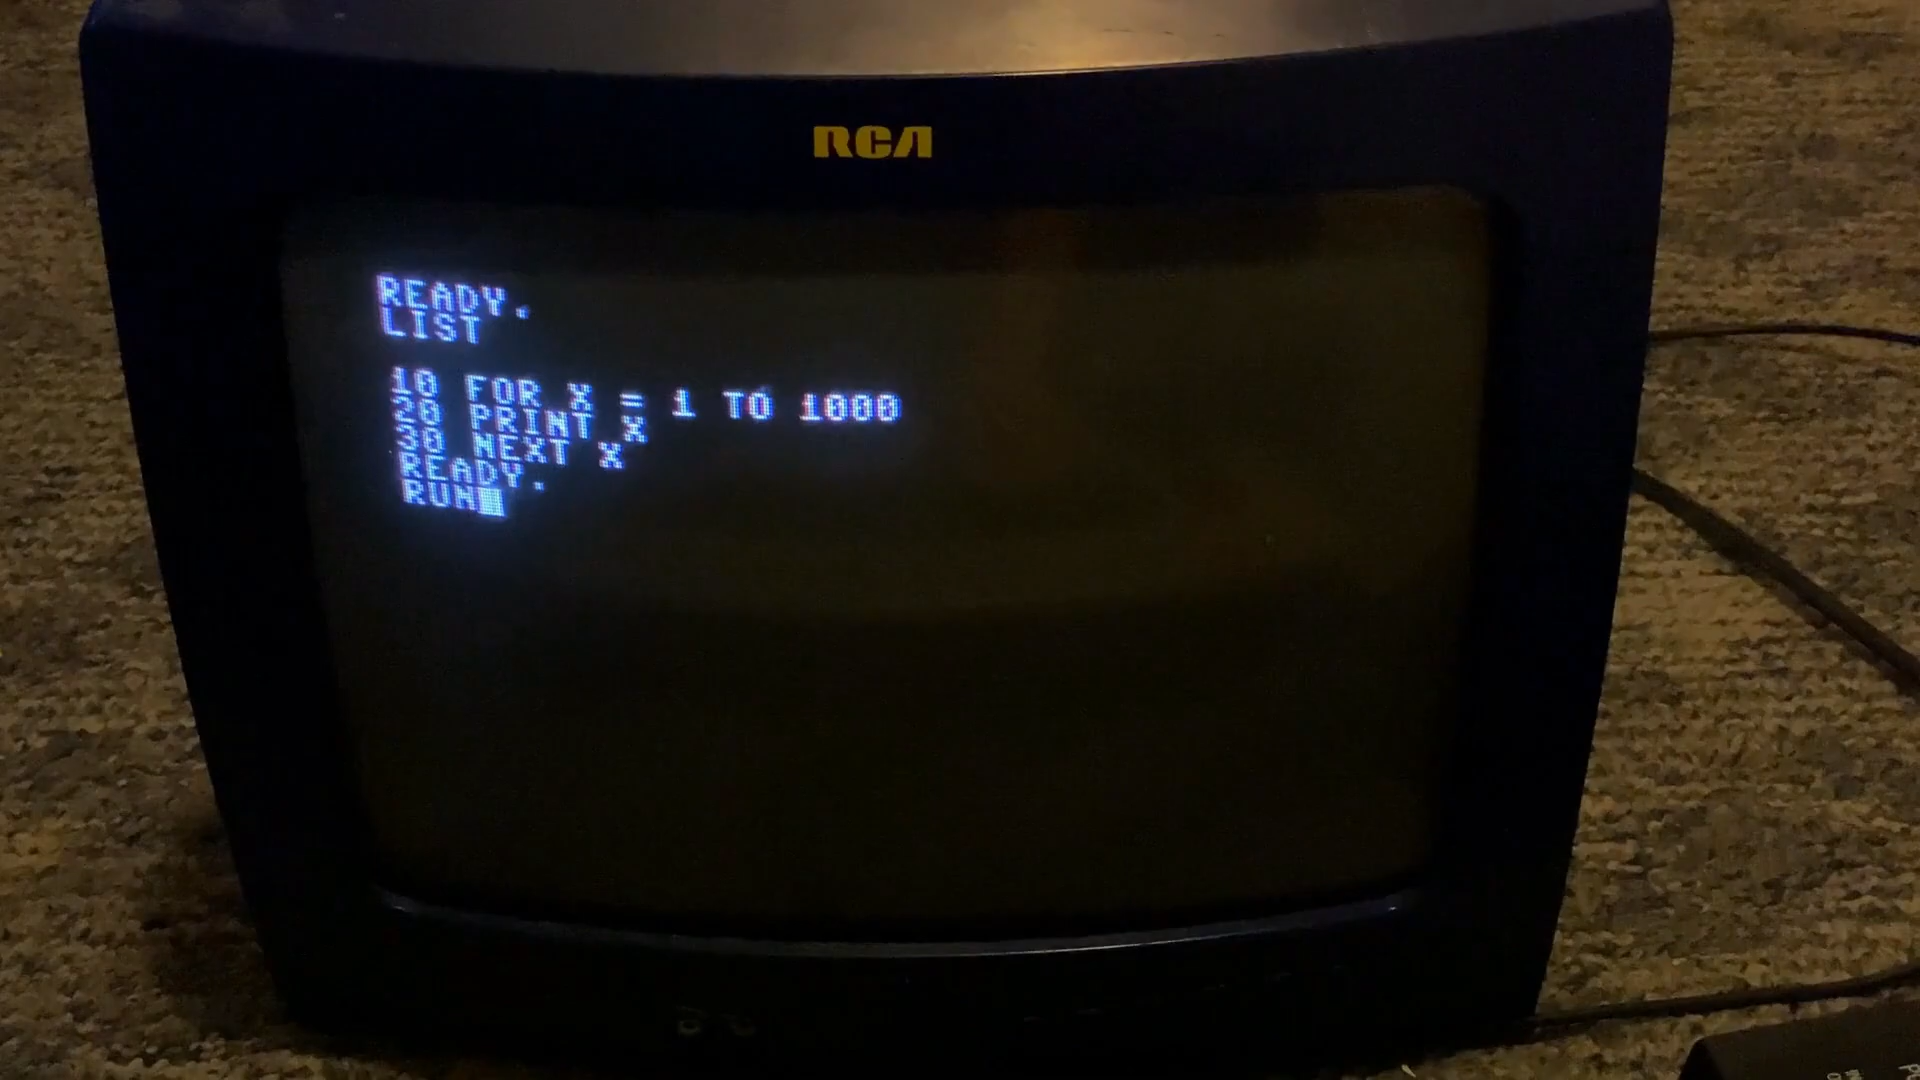 RCA
READY.
LIST
10 FOR X = 1 TO 1000
20 PRINT X
30 NEXT X
READY.
RUN